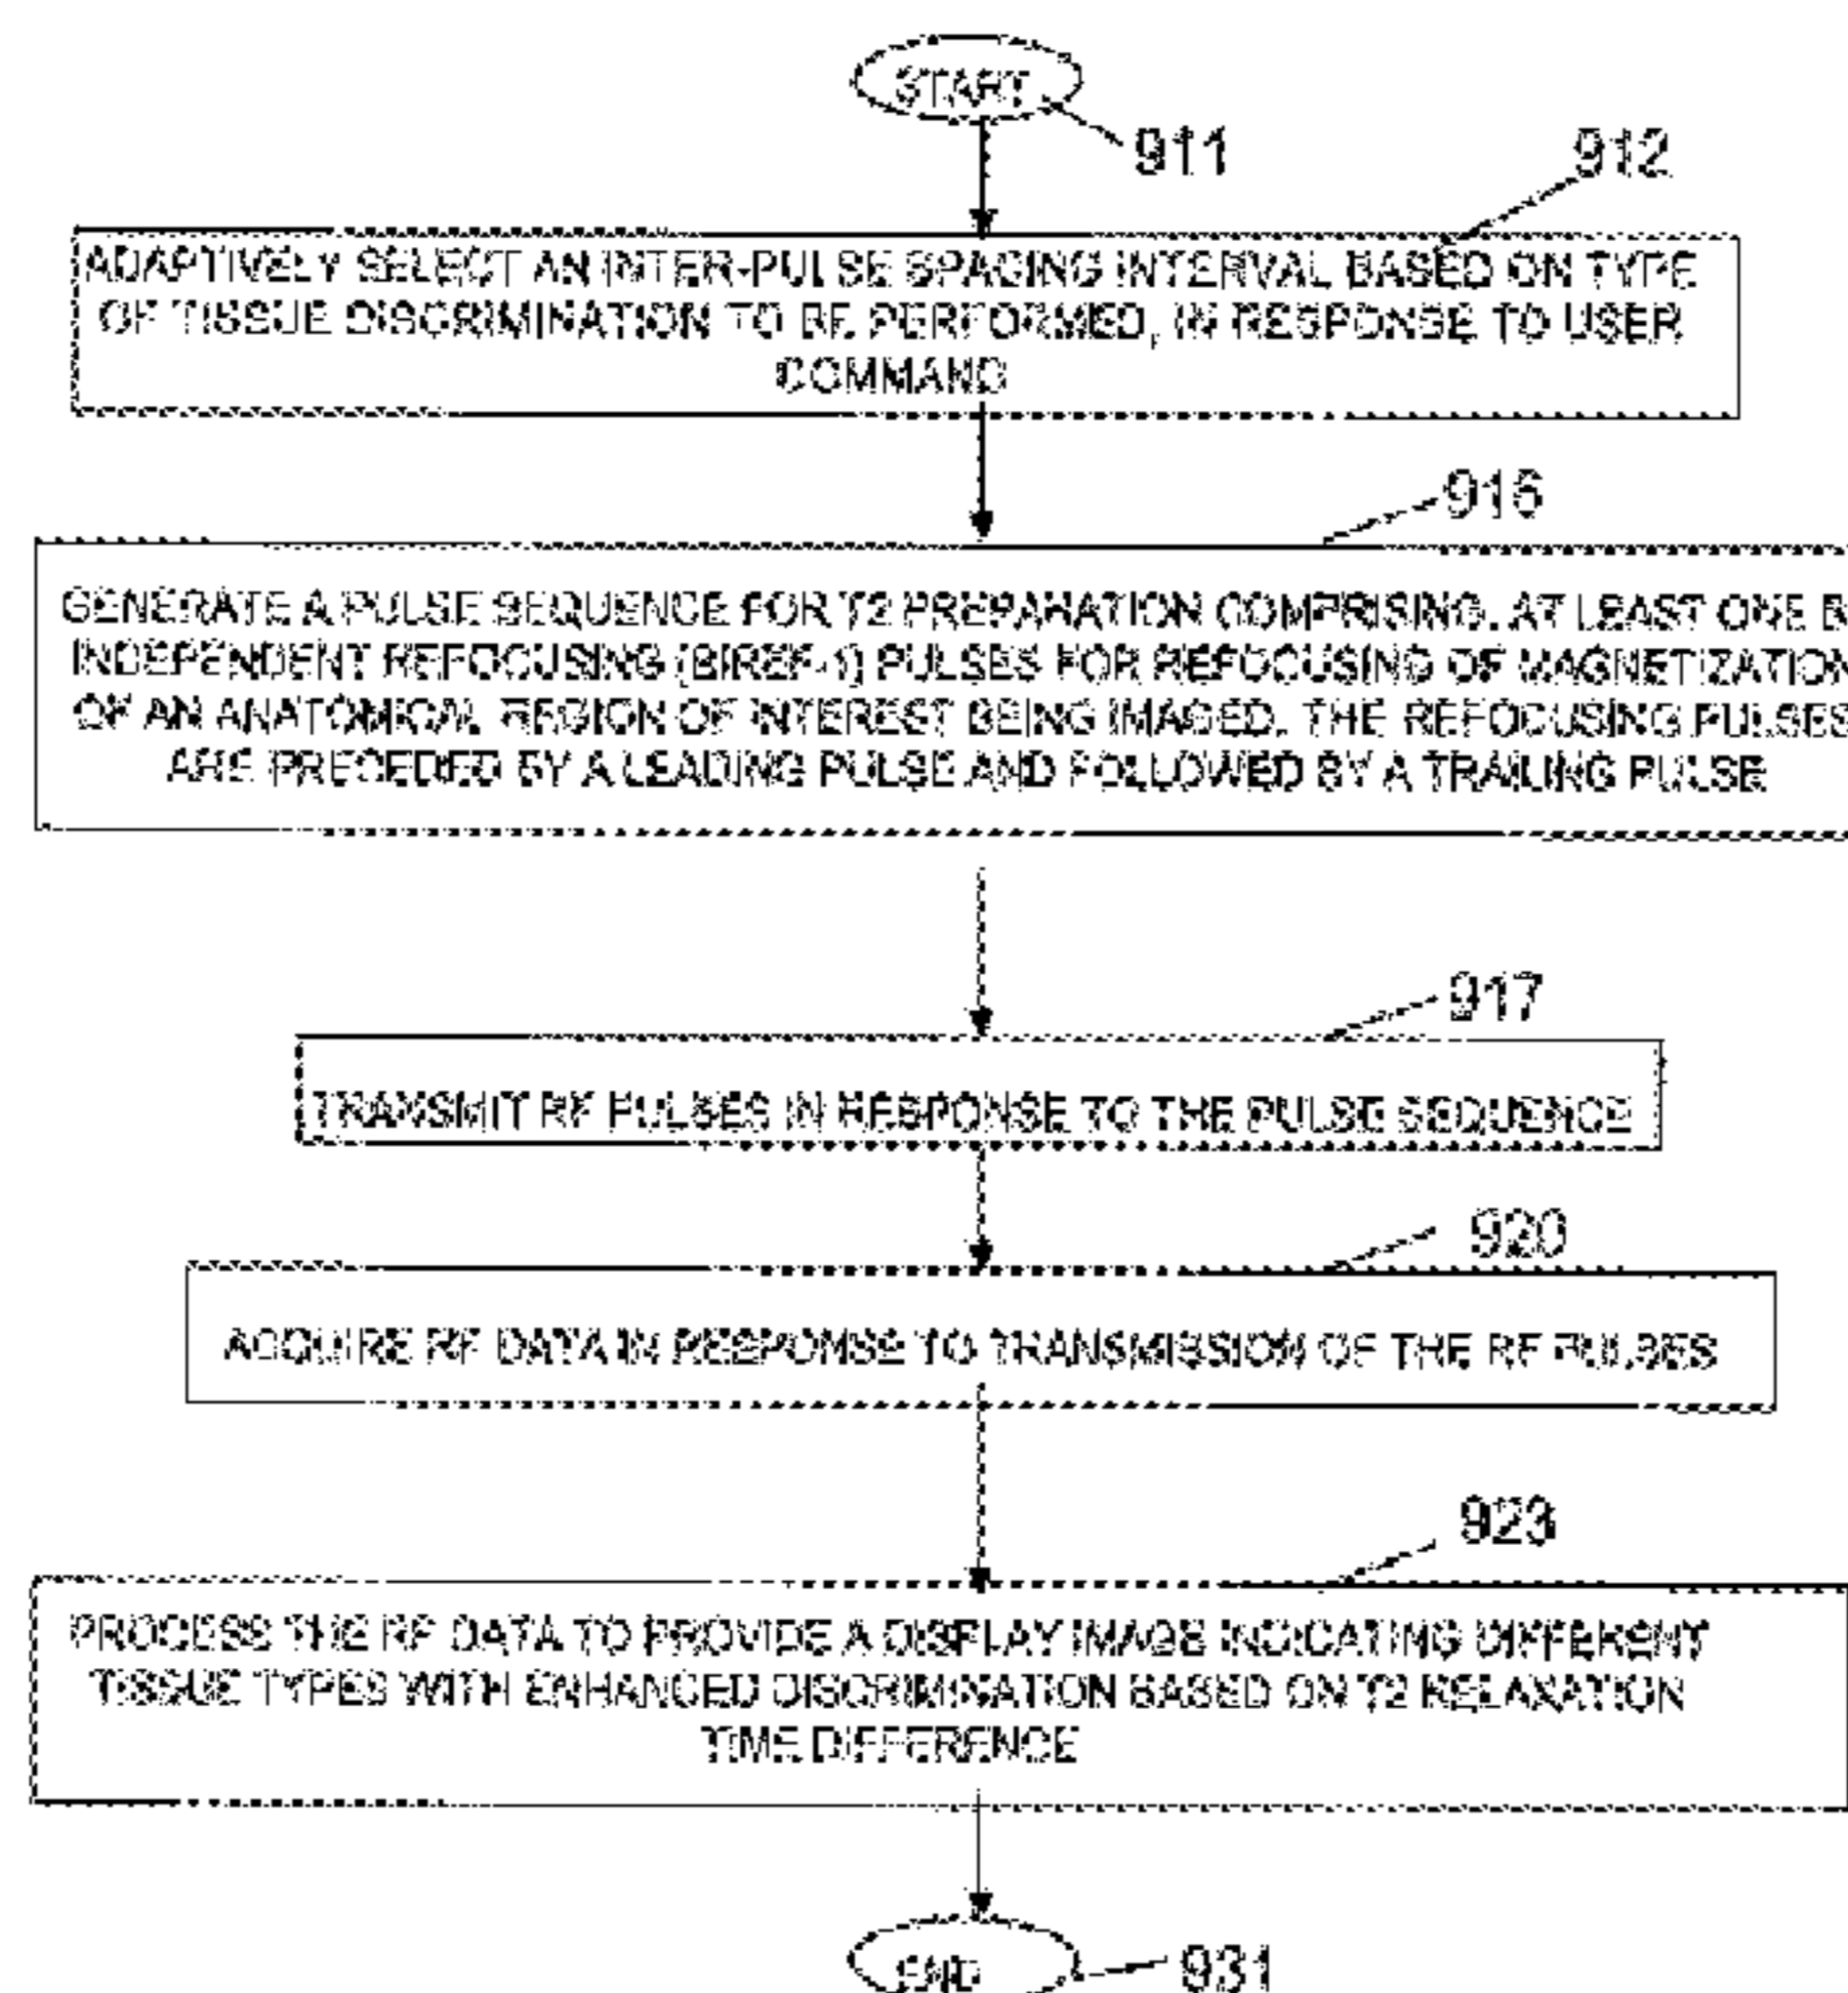 START
911
912
ADAPTIVELY SELECT AN INTER-PULSE SPACING INTERVAL BASED ON TYPE
OF TISSUE DISCRIMINATION TO BE PERFORMED, IN RESPONSE TO USER
COMMAND
915
GENERATE A PULSE SEQUENCE FOR T2 PREPARATION COMPRISING, AT LEAST ONE B
INDEPENDENT REFOCUSING (BIREF-1) PULSES FOR REFOCUSING OF MAGNETIZATION
OF AN ANATOMICAL REGION OF INTEREST BEING IMAGED. THE REFOCUSING PULSES
ARE PRECEDED BY A LEADING PULSE AND FOLLOWED BY A TRAILING PULSE
917
TRANSMIT RF PULSES IN RESPONSE TO THE PULSE SEQUENCE
920
ACQUIRE RF DATA IN RESPONSE TO TRANSMISSION OF THE RF PULSES
923
PROCESS THE RF DATA TO PROVIDE A DISPLAY IMAGE INDICATING DIFFERENT
TISSUE TYPES WITH ENHANCED DISCRIMINATION BASED ON T2 RELAXATION
TIME DIFFERENCE
END
931